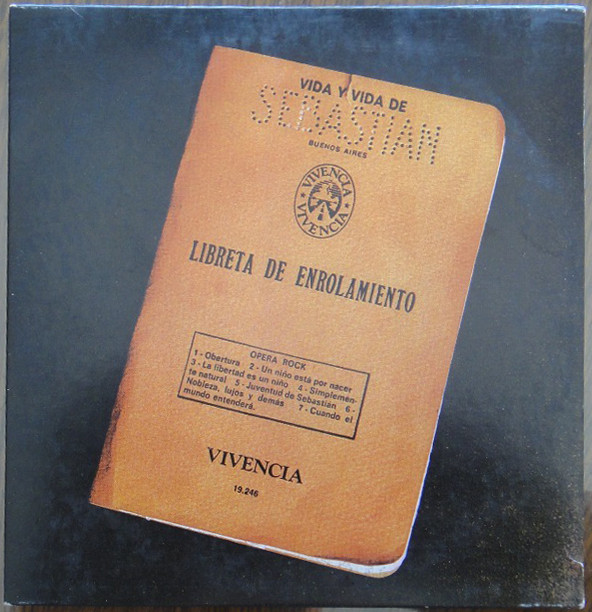 VIDA Y VIDA DE
SEBASTIAN
BUENOS AIRES
VIVENCIA
VIVENCIA
LIBRETA DE ENROLAMIENTO
OPERA ROCK
1 - Obertura 2 - Un niño está por nacer
3 - La libertad es un niño 4 - Simplemen-
te natural 5 - Juventud de Sebastián 6 -
Nobleza, lujos y demás 7 - Cuando el
mundo entenderá.
VIVENCIA
19.246